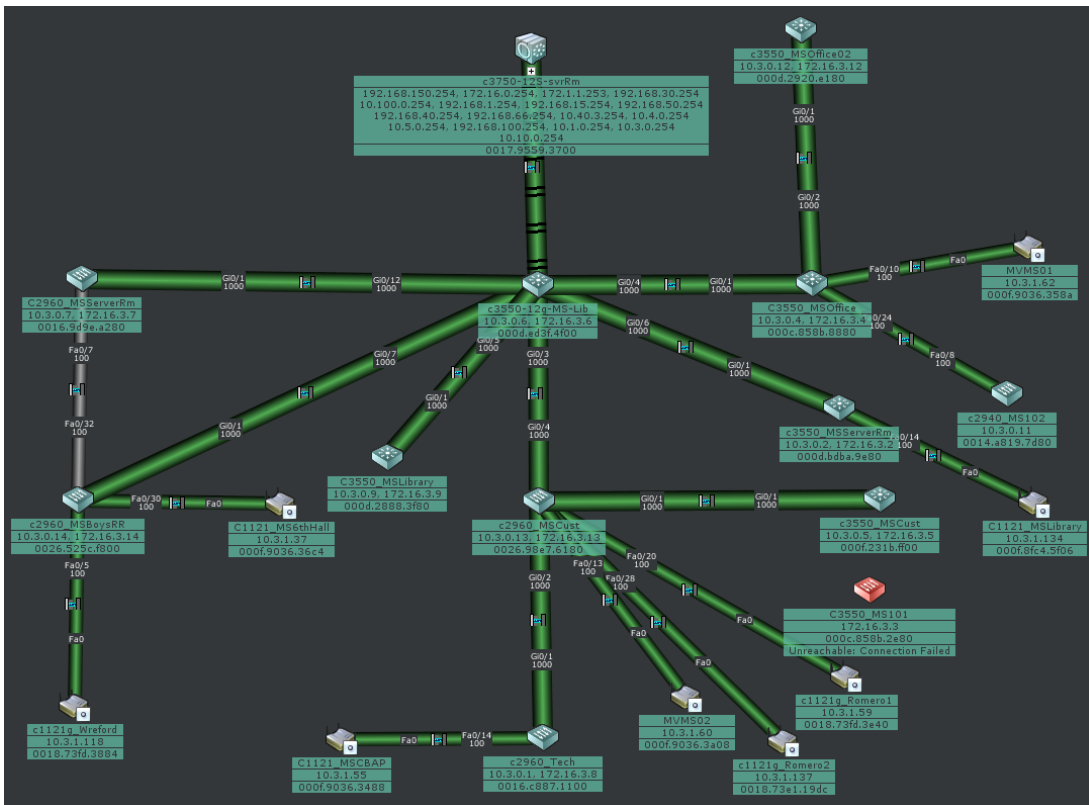 c3750-12S-svrRm
192.168.150.254, 172.16.0.254, 172.1.1.253, 192.168.30.254
10.100.0.254, 192.168.1.254, 192.168.15.254, 192.168.50.254
192.168.40.254, 192.168.66.254, 10.40.3.254, 10.4.0.254
10.5.0.254, 192.168.100.254, 10.1.0.254, 10.3.0.254
10.10.0.254
0017.9559.3700
c3550_MSOffice02
10.3.0.12, 172.16.3.12
000d.2920.e180
Gi0/1
1000
Gi0/2
1000
Fa0/10
100
Fa0
MVMS01
10.3.1.62
000f.9036.358a
Gi0/1
1000
Gi0/12
1000
Gi0/4
1000
Gi0/1
1000
C2960_MSServerRm
10.3.0.7, 172.16.3.7
0016.9d9e.a280
c3550-12g-MS-Lib
10.3.0.6, 172.16.3.6
000d.ed3f.4f00
C3550_MSOffice
10.3.0.4, 172.16.3.4
000c.858b.8880
/24
100
Fa0/8
100
Fa0/7
100
Gi0/7
1000
Gi0/5
1000
Gi0/3
1000
Gi0/6
1000
Gi0/1
1000
c2940_MS102
10.3.0.11
0014.a819.7d80
Fa0/32
100
Gi0/1
1000
Gi0/1
1000
Gi0/4
1000
c3550_MSServerRm
10.3.0.2, 172.16.3.2
000d.bdba.9e80
0/14
100
Fa0
C3550_MSLibrary
10.3.0.9, 172.16.3.9
000d.2888.3f80
c2960_MSBoysRR
10.3.0.14, 172.16.3.14
0026.525c.f800
Fa0/30
100
Fa0
C1121_MS6thHall
10.3.1.37
000f.9036.36c4
c2960_MSCust
10.3.0.13, 172.16.3.13
0026.98e7.6180
Gi0/1
1000
Gi0/1
1000
c3550_MSCust
10.3.0.5, 172.16.3.5
000f.231b.ff00
C1121_MSLibrary
10.3.1.134
000f.8fc4.5f06
Fa0/5
100
Fa0
Gi0/2
1000
Fa0/13
100
Fa0/28
100
Fa0/20
100
Fa0
Fa0
Fa0
C3550_MS101
172.16.3.3
000c.858b.2e80
Unreachable: Connection Failed
Gi0/1
1000
c1121g_Wreford
10.3.1.118
0018.73fd.3884
C1121_MSCBAP
10.3.1.55
000f.9036.3488
Fa0
Fa0/14
100
c2960_Tech
10.3.0.1, 172.16.3.8
0016.c887.1100
MVMS02
10.3.1.60
000f.9036.3a08
c1121g_Romero1
10.3.1.59
0018.73fd.3e40
c1121g_Romero2
10.3.1.137
0018.73e1.19dc